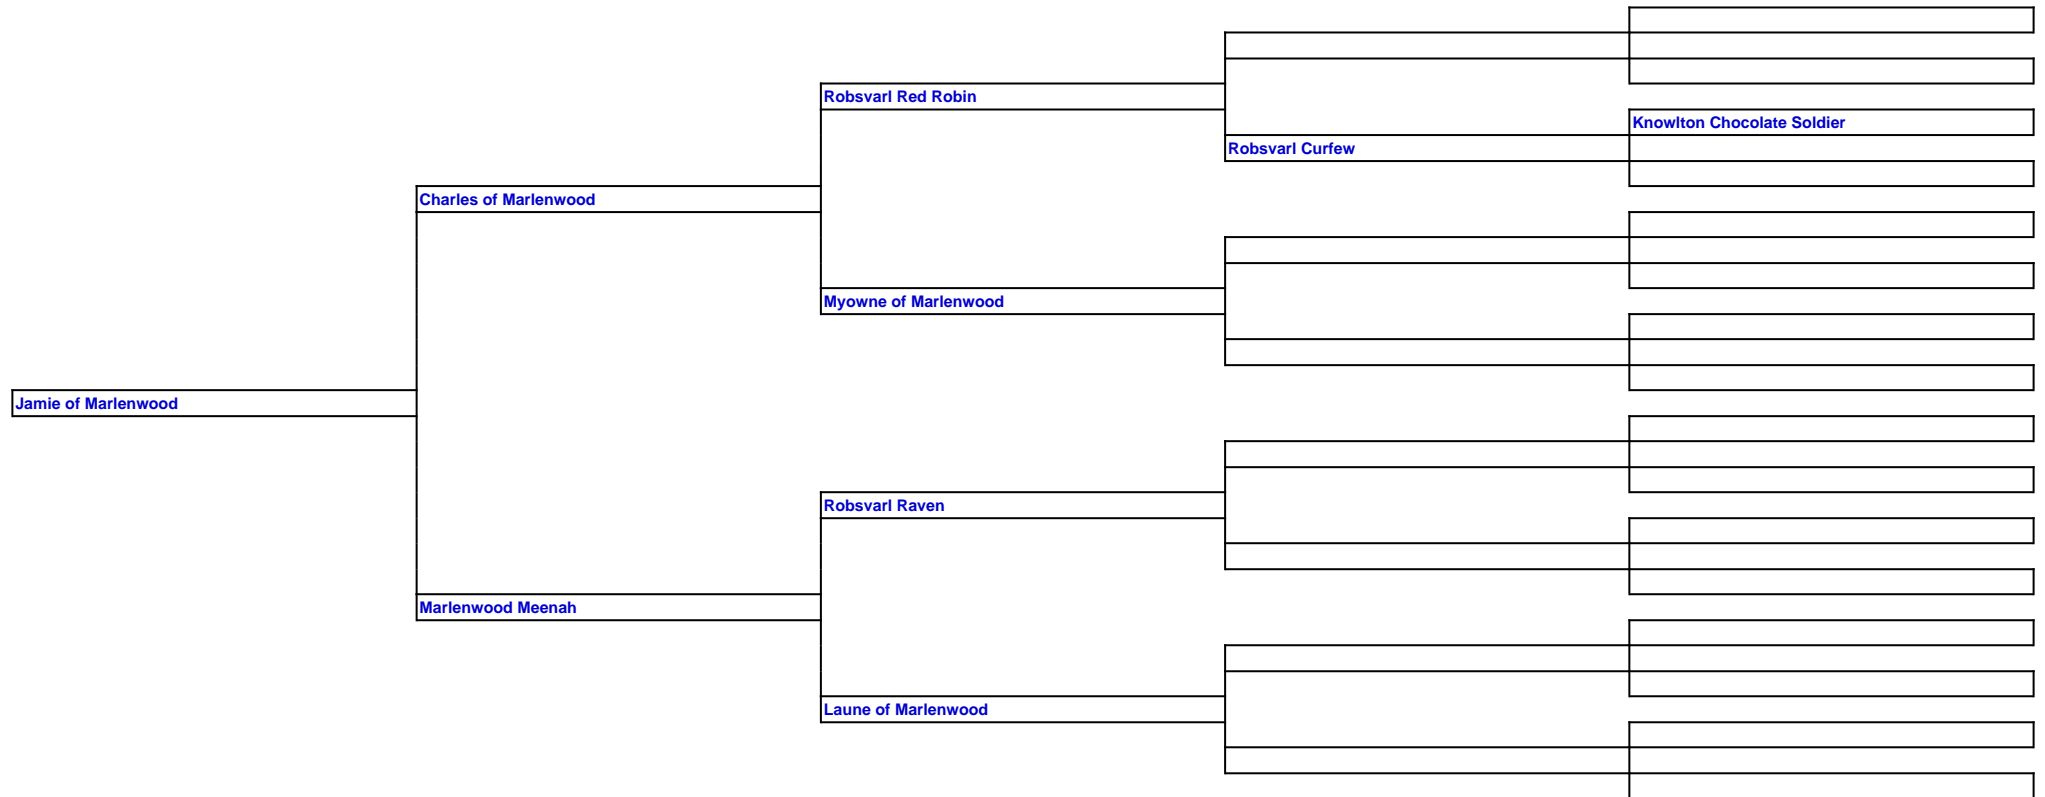 Robsvarl Red Robin
Knowlton Chocolate Soldier
Robsvarl Curfew
Charles of Marlenwood
Myowne of Marlenwood
Jamie of Marlenwood
Robsvarl Raven
Marlenwood Meenah
Laune of Marlenwood